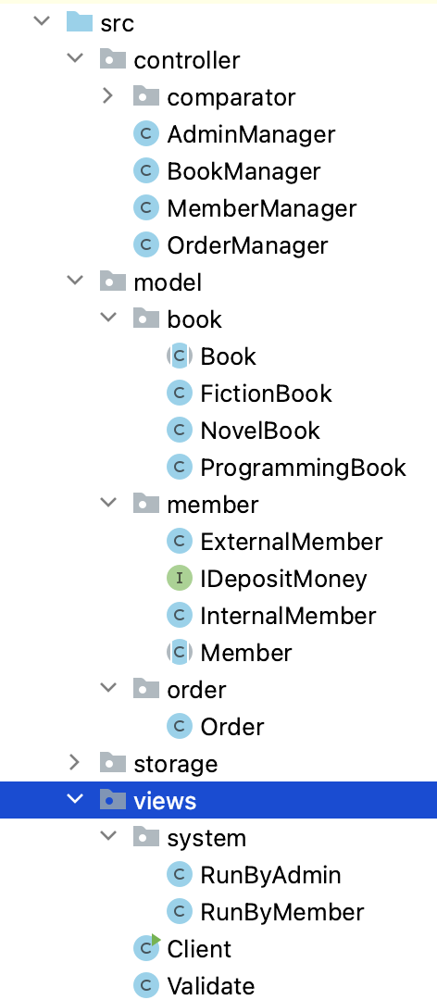 src
controller
comparator
AdminManager
BookManager
MemberManager
OrderManager
model
book
Book
FictionBook
NovelBook
ProgrammingBook
member
ExternalMember
IDepositMoney
InternalMember
Member
order
Order
storage
views
system
RunByAdmin
RunByMember
Client
Validate